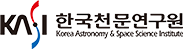 KASI 한국천문연구원
Korea Astronomy & Space Science Institute